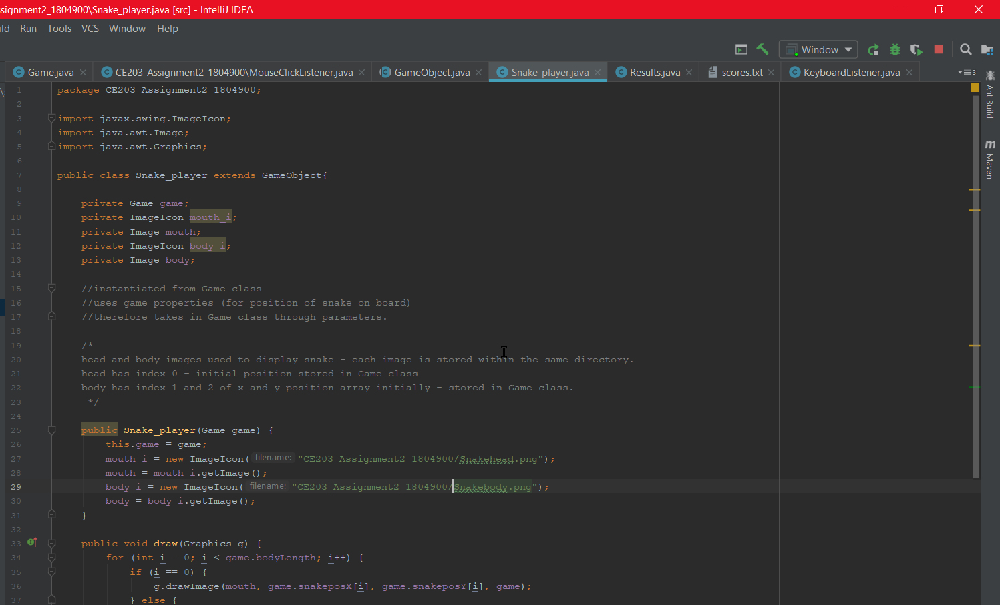 ssignment2_1804900\Snake_player.java [src] - IntelliJ IDEA
ild Run Tools VCS Window Help
Window
Game.java CE203_Assignment2_1804900\MouseClickListener.java GameObject.java Snake_player.java Results.java scores.txt KeyboardListener.java 3
Ant Build
m Maven
1 package CE203_Assignment2_1804900;
2
3 import javax.swing.ImageIcon;
4 import java.awt.Image;
5 import java.awt.Graphics;
6
7 public class Snake_player extends GameObject{
8
9 private Game game;
10 private ImageIcon mouth_i;
11 private Image mouth;
12 private ImageIcon body_i;
13 private Image body;
14
15 //instantiated from Game class
16 //uses game properties (for position of snake on board)
17 //therefore takes in Game class through parameters.
18
19 /*
20 head and body images used to display snake - each image is stored within the same directory.
21 head has index 0 - initial position stored in Game class
22 body has index 1 and 2 of x and y position array initially - stored in Game class.
23 */
24
25 public Snake_player(Game game) {
26 this.game = game;
27 mouth_i = new ImageIcon( filename: "CE203_Assignment2_1804900/Snakehead.png");
28 mouth = mouth_i.getImage();
29 body_i = new ImageIcon( filename: "CE203_Assignment2_1804900/Snakebody.png");
30 body = body_i.getImage();
31 }
32
33 public void draw(Graphics g) {
34 for (int i = 0; i < game.bodyLength; i++) {
35 if (i == 0) {
36 g.drawImage(mouth, game.snakeposX[i], game.snakeposY[i], game);
37 } else {